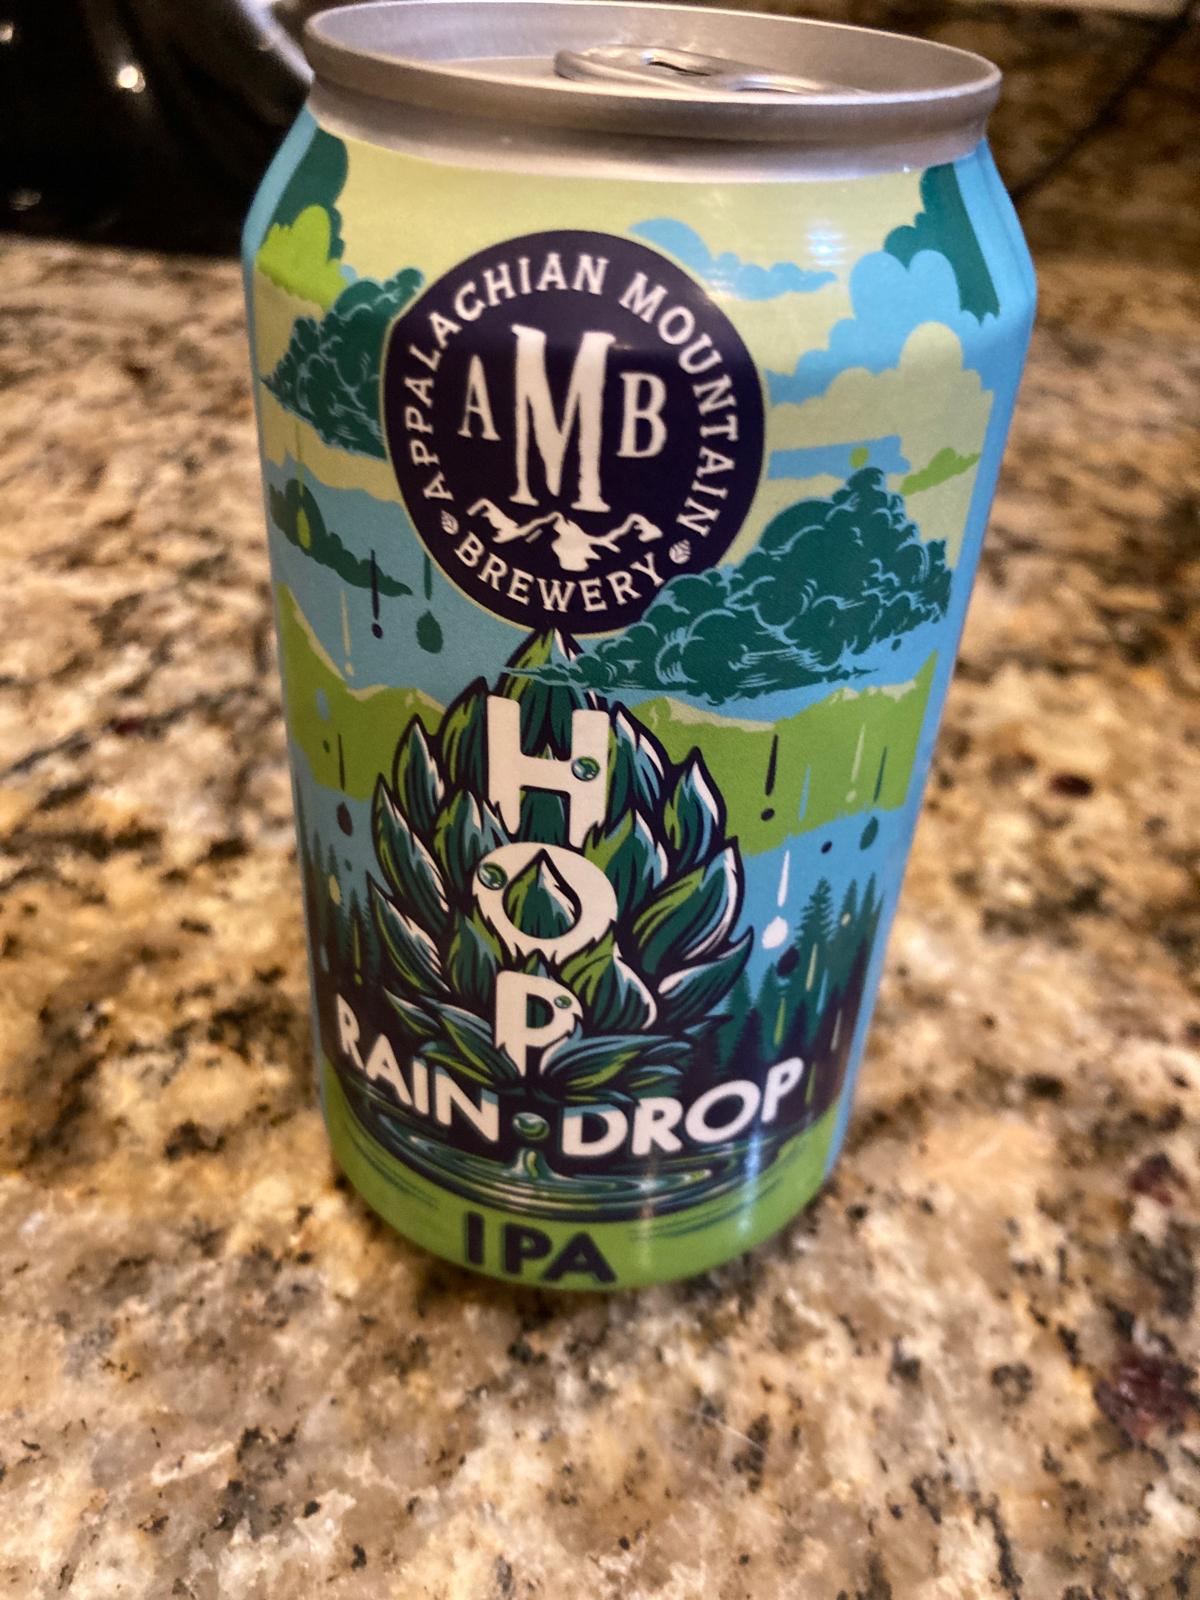 APPALACHIAN MOUNTAIN
AMB
BREWERY
HOP
RAIN DROP
IPA